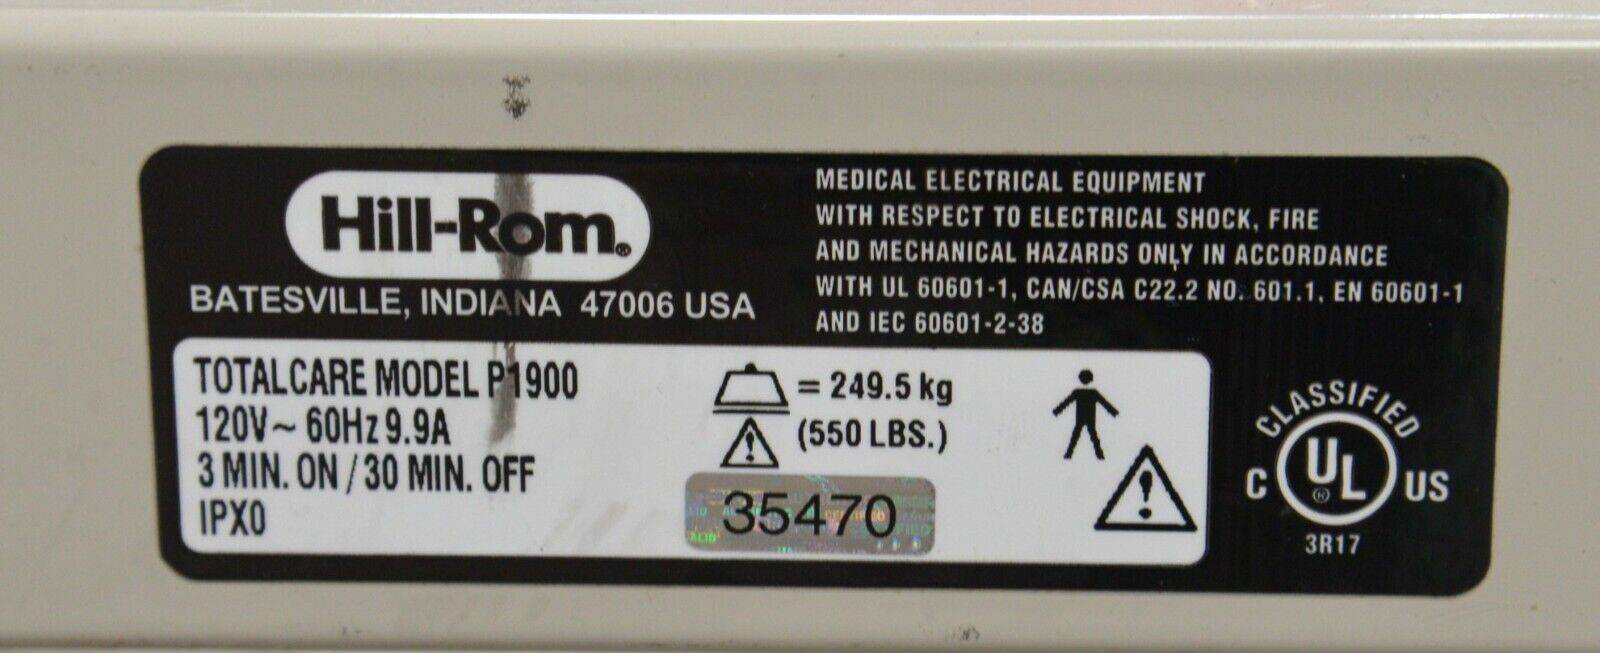 Hill-Rom®
BATESVILLE, INDIANA 47006 USA
MEDICAL ELECTRICAL EQUIPMENT
WITH RESPECT TO ELECTRICAL SHOCK, FIRE
AND MECHANICAL HAZARDS ONLY IN ACCORDANCE
WITH UL 60601-1, CAN/CSA C22.2 NO. 601.1, EN 60601-1
AND IEC 60601-2-38
TOTALCARE MODEL P1900
120V~ 60Hz 9.9A
3 MIN. ON / 30 MIN. OFF
IPX0
= 249.5 kg
(550 LBS.)
35470
CLASSIFIED
C UL® US
3R17